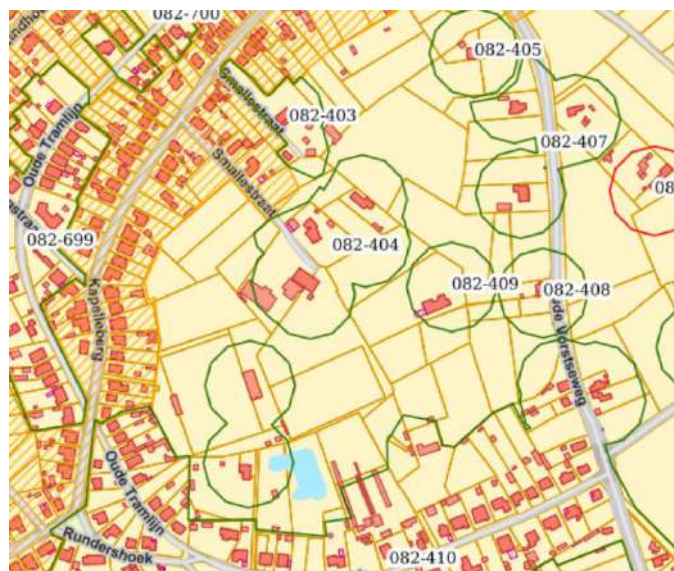 082-700
082-405
Oude Tramlijn
Smallestraat
082-403
082-407
Smallestraat
08
082-699
082-404
082-409
082-408
Kapelleberg
Vorstseweg
Oude Tramlijn
Rundershoek
082-410